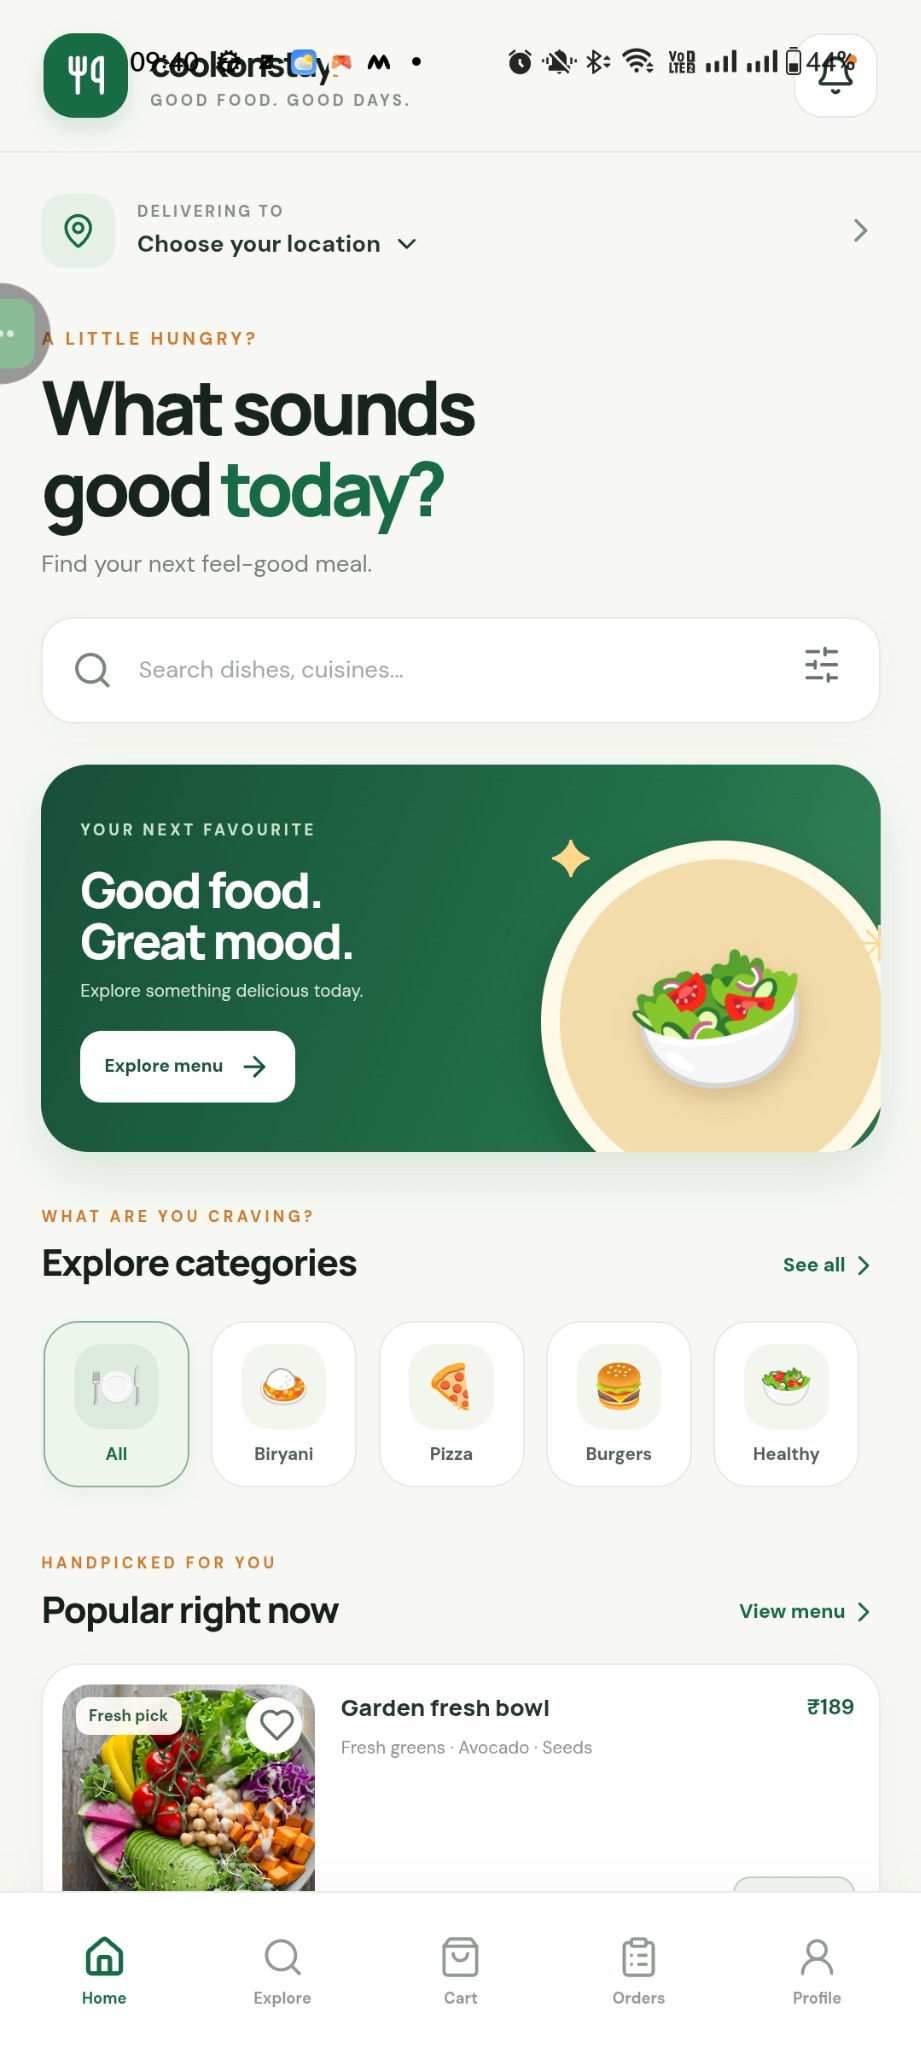 09:40
44%
cookonstay
GOOD FOOD. GOOD DAYS.
DELIVERING TO
Choose your location
A LITTLE HUNGRY?
What sounds
good today?
Find your next feel-good meal.
Search dishes, cuisines...
YOUR NEXT FAVOURITE
Good food.
Great mood.
Explore something delicious today.
Explore menu
WHAT ARE YOU CRAVING?
Explore categories
See all
All
Biryani
Pizza
Burgers
Healthy
HANDPICKED FOR YOU
Popular right now
View menu
Fresh pick
Garden fresh bowl
₹189
Fresh greens · Avocado · Seeds
Home
Explore
Cart
Orders
Profile